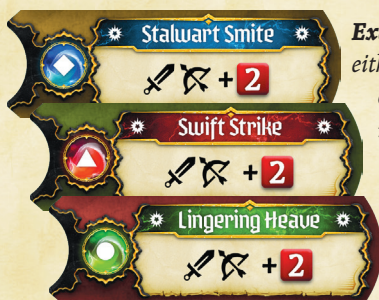 Stalwart Smite
+ 2
Swift Strike
+ 2
Lingering Heave
+ 2
Ex
eith